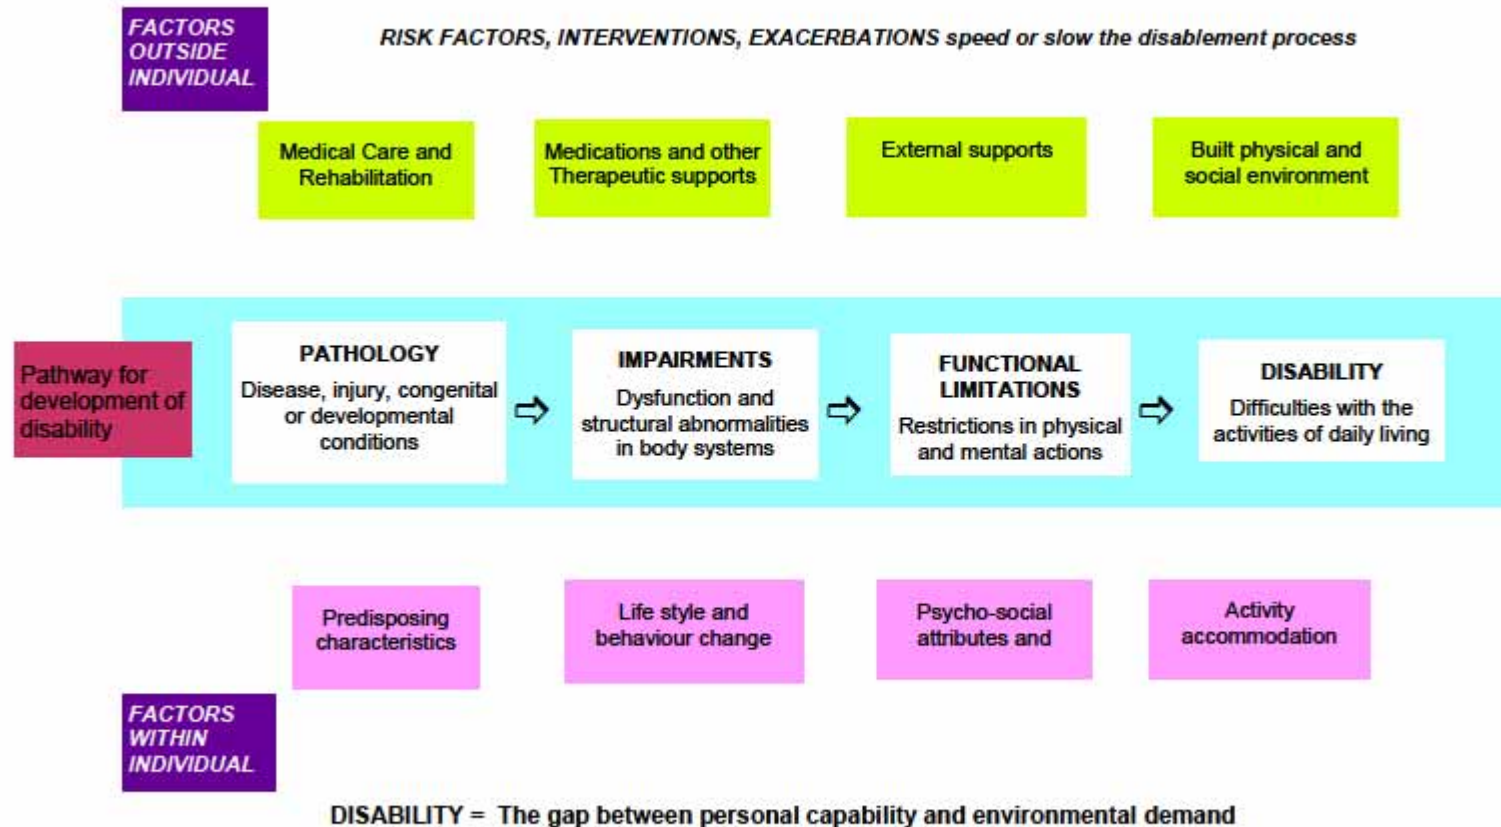 FACTORS
OUTSIDE
INDIVIDUAL
RISK FACTORS, INTERVENTIONS, EXACERBATIONS speed or slow the disablement process
Medical Care and
Rehabilitation
Medications and other
Therapeutic supports
External supports
Built physical and
social environment
Pathway for
development of
disability
PATHOLOGY
Disease, injury, congenital
or developmental
conditions
IMPAIRMENTS
Dysfunction and
structural abnormalities
in body systems
FUNCTIONAL
LIMITATIONS
Restrictions in physical
and mental actions
DISABILITY
Difficulties with the
activities of daily living
Predisposing
characteristics
Life style and
behaviour change
Psycho-social
attributes and
Activity
accommodation
FACTORS
WITHIN
INDIVIDUAL
DISABILITY = The gap between personal capability and environmental demand